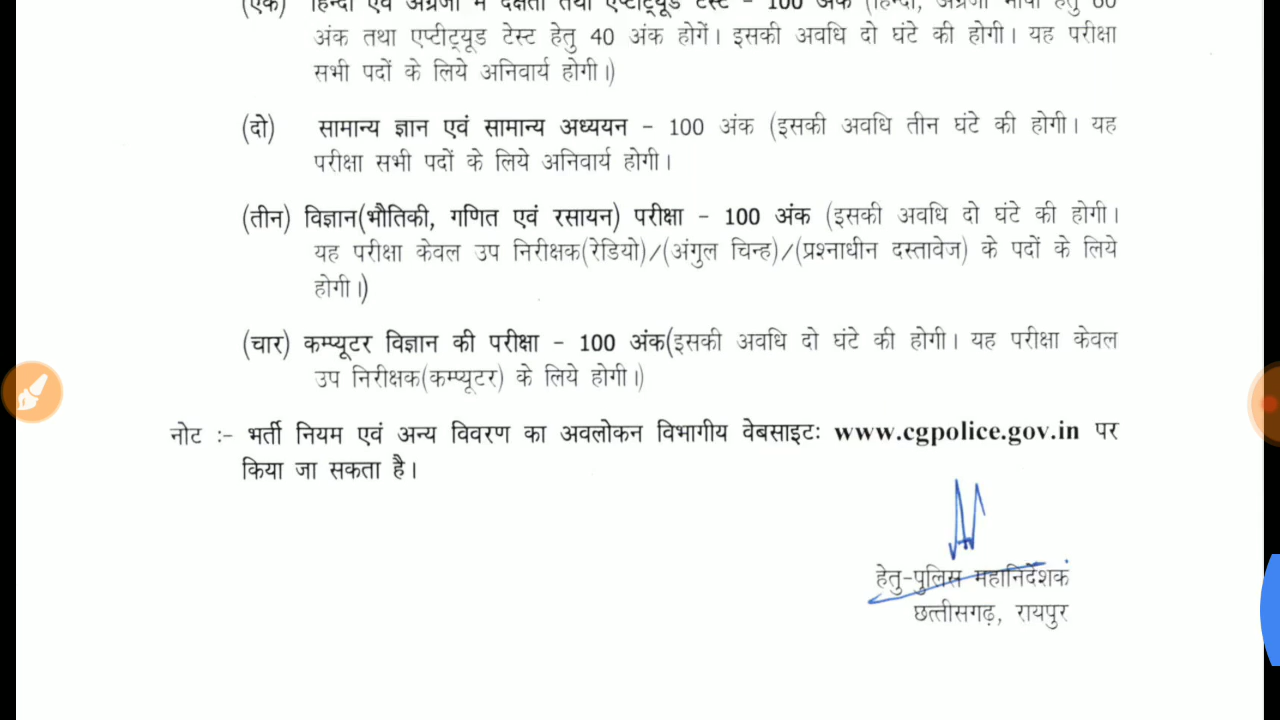 (एक) हिन्दी एवं अंग्रेजी में दक्षता तथा एप्टीट्यूड टेस्ट - 100 अंक (हिन्दी, अंग्रेजी भाषा हेतु 60
अंक तथा एप्टीट्यूड टेस्ट हेतु 40 अंक होगें। इसकी अवधि दो घंटे की होगी। यह परीक्षा
सभी पदों के लिये अनिवार्य होगी।)
(दो) सामान्य ज्ञान एवं सामान्य अध्ययन - 100 अंक (इसकी अवधि तीन घंटे की होगी। यह
परीक्षा सभी पदों के लिये अनिवार्य होगी।
(तीन) विज्ञान(भौतिकी, गणित एवं रसायन) परीक्षा - 100 अंक (इसकी अवधि दो घंटे की होगी।
यह परीक्षा केवल उप निरीक्षक(रेडियो)/(अंगुल चिन्ह)/(प्रश्नाधीन दस्तावेज) के पदों के लिये
होगी।)
(चार) कम्प्यूटर विज्ञान की परीक्षा - 100 अंक(इसकी अवधि दो घंटे की होगी। यह परीक्षा केवल
उप निरीक्षक(कम्प्यूटर) के लिये होगी।)
नोट :- भर्ती नियम एवं अन्य विवरण का अवलोकन विभागीय वेबसाइटः www.cgpolice.gov.in पर
किया जा सकता है।
हेतु-पुलिस महानिर्देशक
छत्तीसगढ़, रायपुर